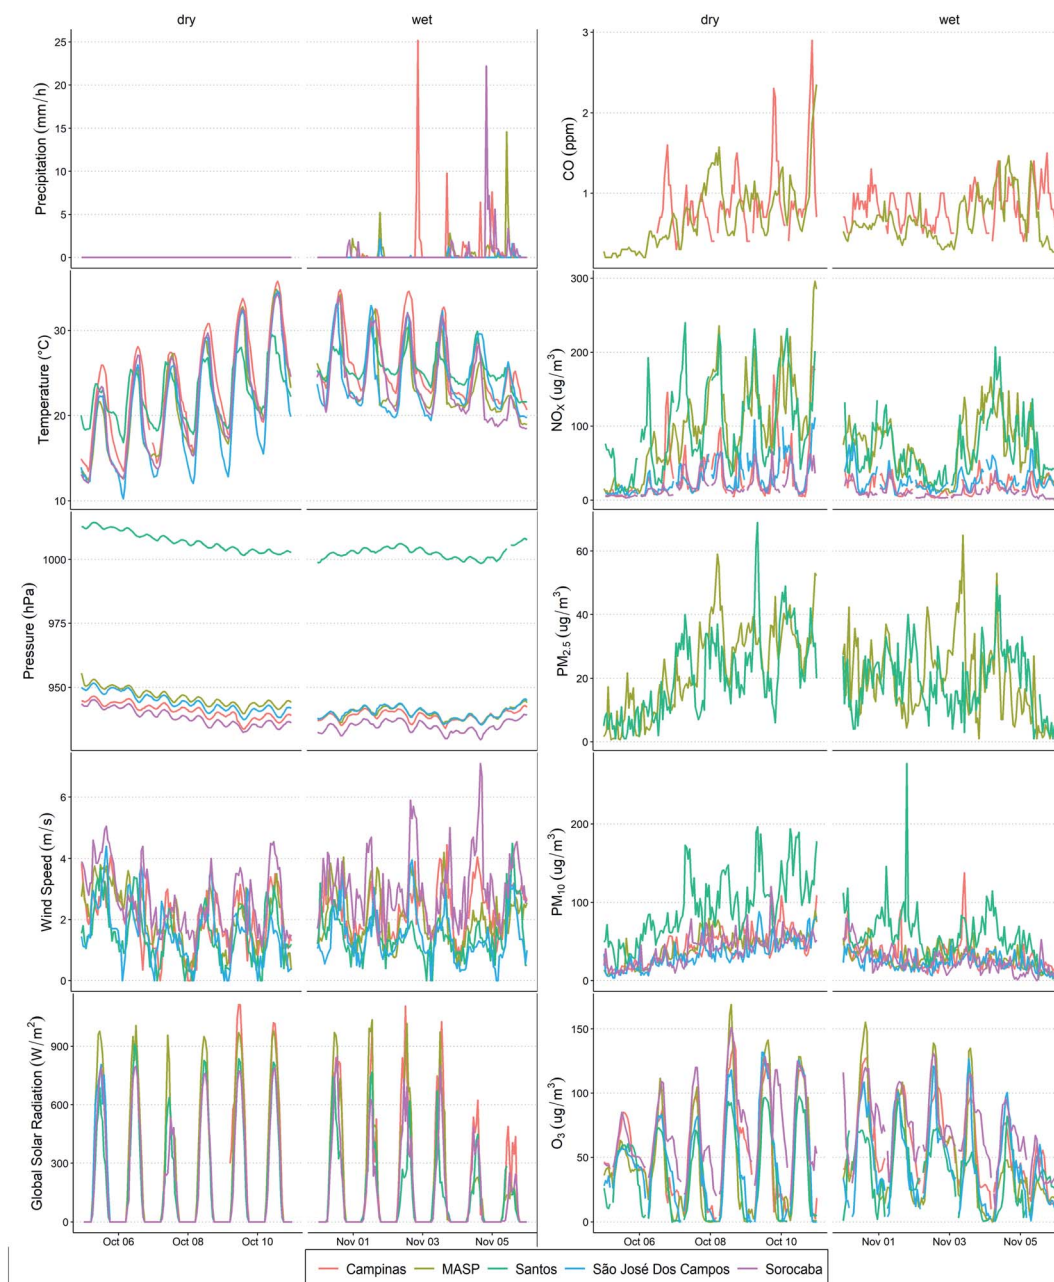 dry wet
Precipitation (mm/h)
25
20
15
10
5
0
Temperature (°C)
30
20
10
Pressure (hPa)
1000
975
950
Wind Speed (m/s)
6
4
2
0
Global Solar Radiation (W/m²)
900
600
300
0
Oct 06 Oct 08 Oct 10 Nov 01 Nov 03 Nov 05
dry wet
CO (ppm)
3
2
1
NOX (ug/m³)
300
200
100
0
PM2.5 (ug/m³)
60
40
20
0
PM10 (ug/m³)
200
100
0
O3 (ug/m³)
150
100
50
0
Oct 06 Oct 08 Oct 10 Nov 01 Nov 03 Nov 05
Campinas MASP Santos São José Dos Campos Sorocaba